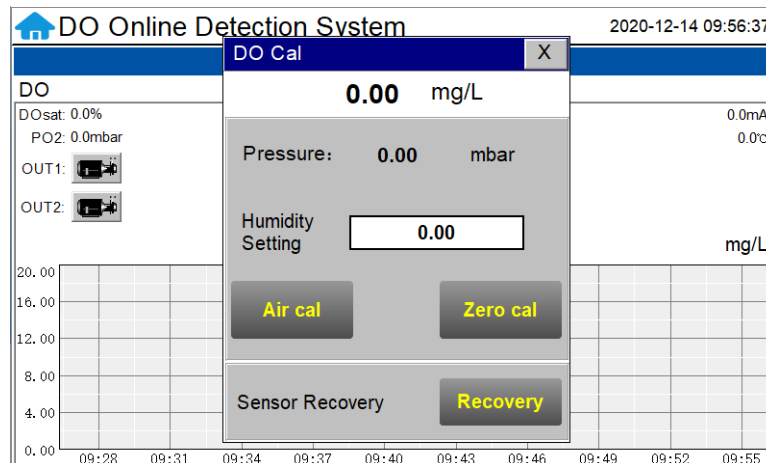 DO Online Detection System
2020-12-14 09:56:37
DO Cal
X
0.00 mg/L
DO
DOsat: 0.0%
0.0mA
PO2: 0.0mbar
0.0℃
OUT1:
OUT2:
Pressure: 0.00 mbar
Humidity
Setting
0.00
mg/L
Air cal
Zero cal
Sensor Recovery
Recovery
20.00
16.00
12.00
8.00
4.00
0.00
09:28 09:31 09:34 09:37 09:40 09:43 09:46 09:49 09:52 09:55